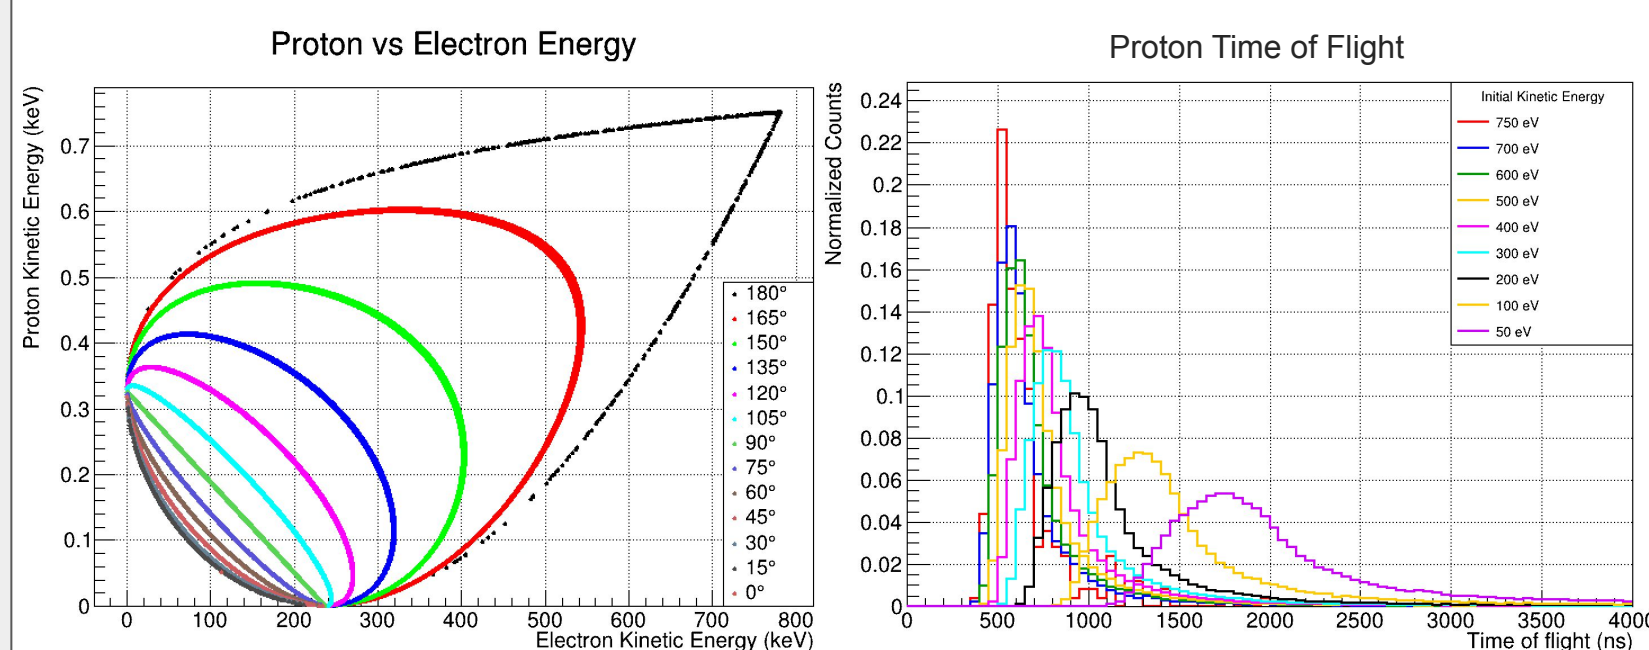 Proton vs Electron Energy
Proton Kinetic Energy (keV)
0.7
0.6
0.5
0.4
0.3
0.2
0.1
0
0 100 200 300 400 500 600 700 800
Electron Kinetic Energy (keV)
180°
165°
150°
135°
120°
105°
90°
75°
60°
45°
30°
15°
0°
Proton Time of Flight
Normalized Counts
0.24
0.22
0.2
0.18
0.16
0.14
0.12
0.1
0.08
0.06
0.04
0.02
0
0 500 1000 1500 2000 2500 3000 3500 4000
Time of flight (ns)
Initial Kinetic Energy
750 eV
700 eV
600 eV
500 eV
400 eV
300 eV
200 eV
100 eV
50 eV